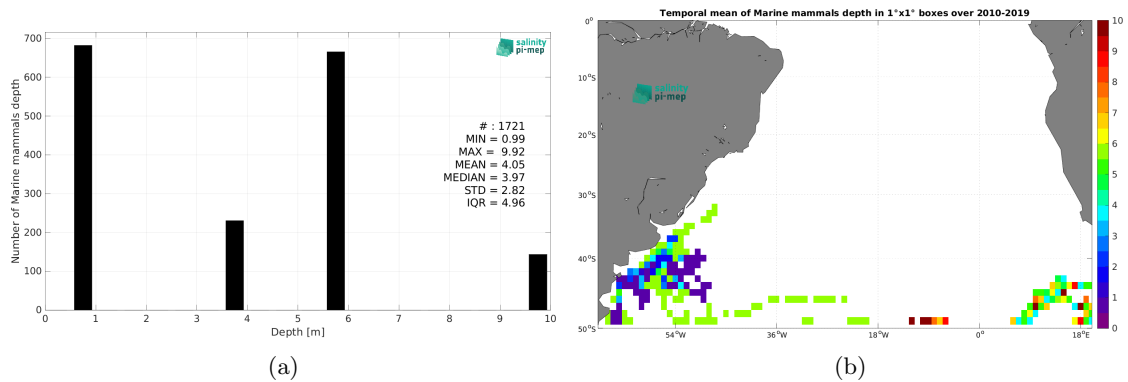 700
600
500
400
300
200
100
0
Number of Marine mammals depth
salinity
pi-mep
# : 1721
MIN = 0.99
MAX = 9.92
MEAN = 4.05
MEDIAN = 3.97
STD = 2.82
IQR = 4.96
0 1 2 3 4 5 6 7 8 9 10
Depth [m]
(a)
Temporal mean of Marine mammals depth in 1°x1° boxes over 2010-2019
salinity
pi-mep
0°
10°S
20°S
30°S
40°S
50°S
54°W 36°W 18°W 0° 18°E
10
9
8
7
6
5
4
3
2
1
0
(b)